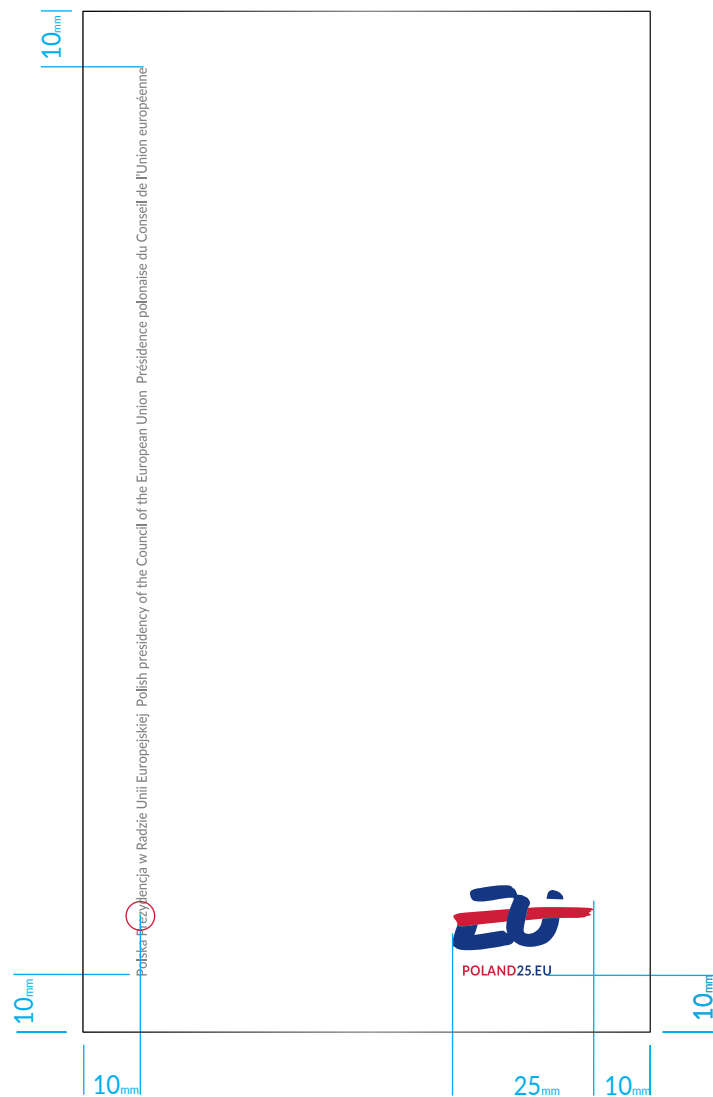 10mm
Polska Prezydencja w Radzie Unii Europejskiej Polish presidency of the Council of the European Union Présidence polonaise du Conseil de l'Union européenne
POLAND25.EU
10mm
10mm
10mm
25mm
10mm